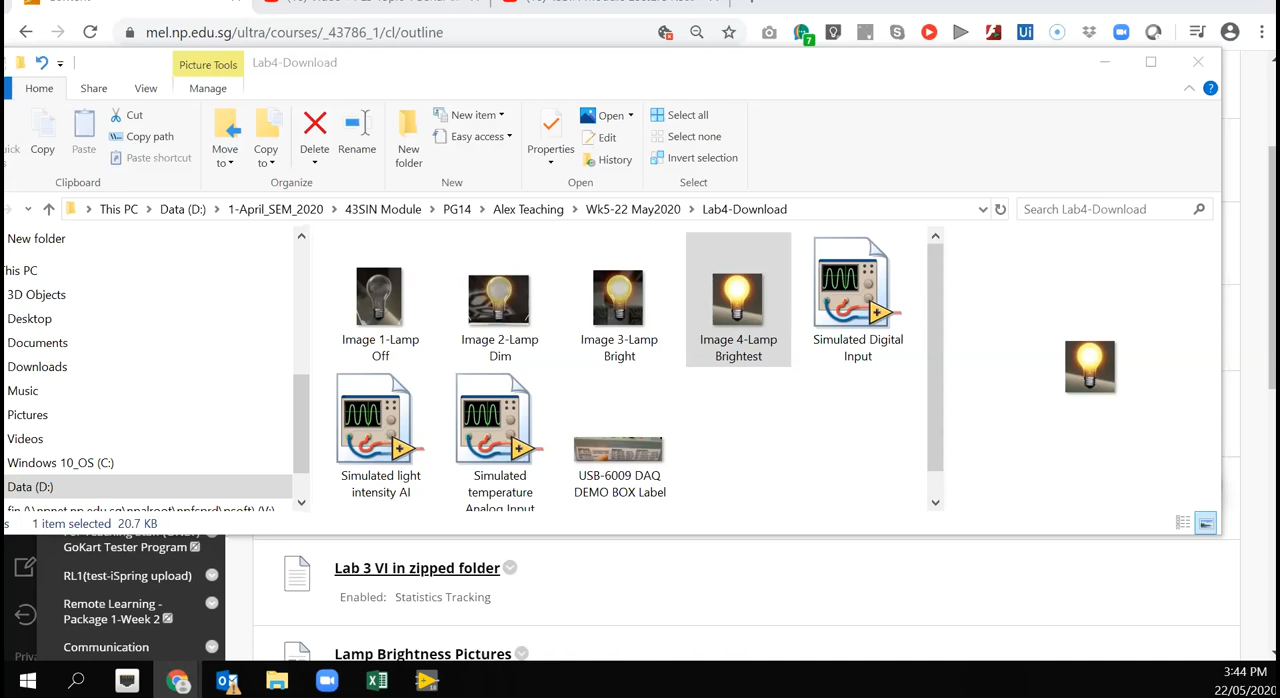 mel.np.edu.sg/ultra/courses/_43786_1/cl/outline
7
Picture Tools
Lab4-Download
Home
Share
View
Manage
Copy
Paste
Cut
Copy path
Paste shortcut
Move to
Copy to
Delete
Rename
New folder
New item
Easy access
Properties
Open
Edit
History
Select all
Select none
Invert selection
Clipboard
Organize
New
Open
Select
This PC
Data (D:)
1-April_SEM_2020
43SIN Module
PG14
Alex Teaching
Wk5-22 May2020
Lab4-Download
Search Lab4-Download
New folder
his PC
3D Objects
Desktop
Documents
Downloads
Music
Pictures
Videos
Windows 10_OS (C:)
Data (D:)
Image 1-Lamp
Off
Image 2-Lamp
Dim
Image 3-Lamp
Bright
Image 4-Lamp
Brightest
Simulated Digital
Input
Simulated light
intensity AI
Simulated
temperature
Analog Input
USB-6009 DAQ
DEMO BOX Label
s 1 item selected 20.7 KB
GoKart Tester Program
RL1(test-iSpring upload)
Remote Learning -
Package 1-Week 2
Communication
Lab 3 VI in zipped folder
Enabled: Statistics Tracking
Lamp Brightness Pictures
3:44 PM
22/05/2020